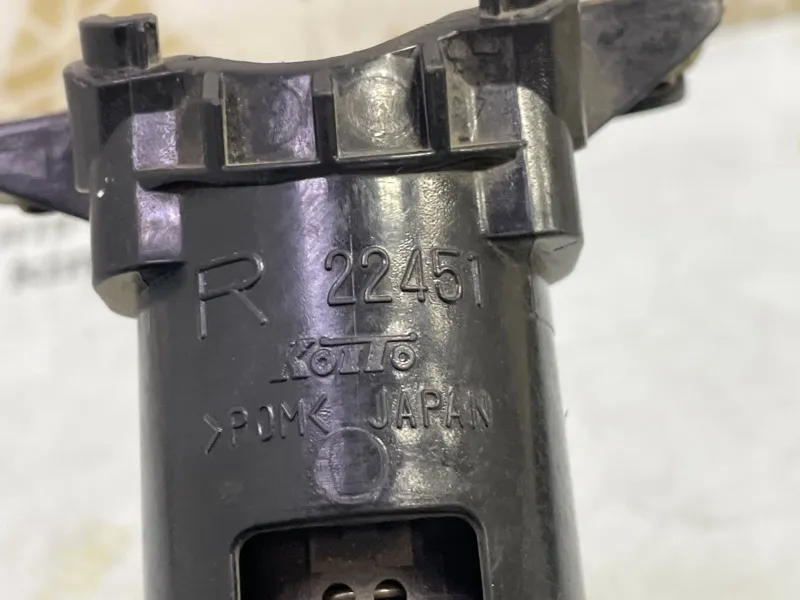 R 22451
KOITO
>POM< JAPAN